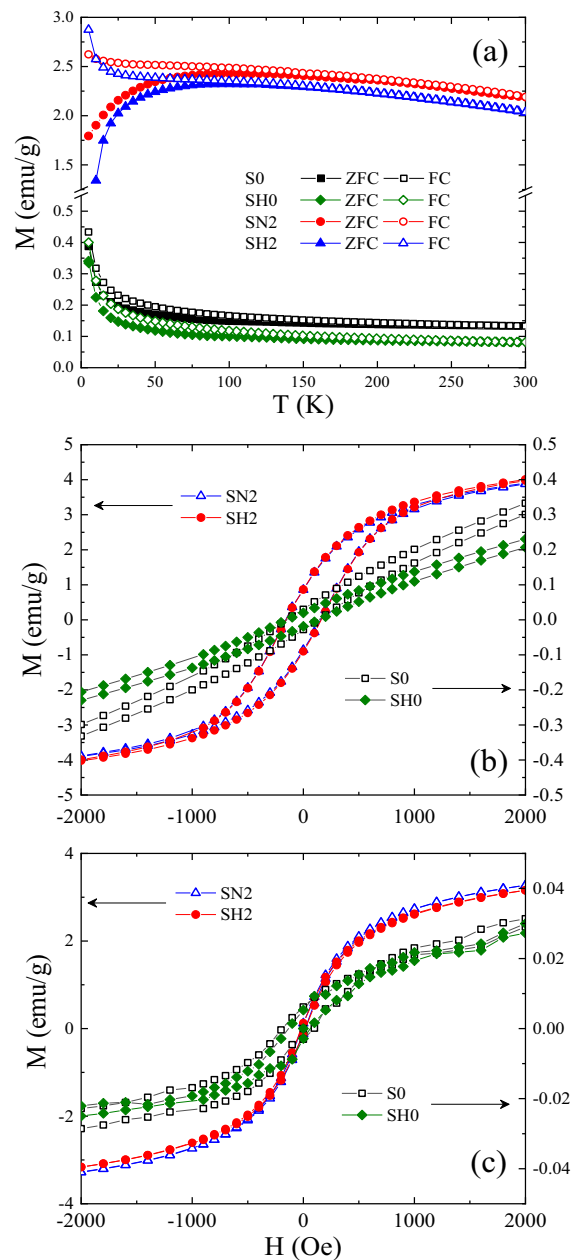 (a)
3.0
2.5
2.0
1.5
M (emu/g)
S0 ZFC FC
SH0 ZFC FC
SN2 ZFC FC
SH2 ZFC FC
0.5
0.4
0.3
0.2
0.1
0.0
0 50 100 150 200 250 300
T (K)
5 0.5
4 0.4
3 0.3
2 0.2
1 0.1
0 0.0
-1 -0.1
-2 -0.2
-3 -0.3
-4 -0.4
-5 -0.5
SN2
SH2
M (emu/g)
S0
SH0
(b)
-2000 -1000 0 1000 2000
4
2
0
-2
-4
0.04
0.02
0.00
-0.02
-0.04
SN2
SH2
M (emu/g)
S0
SH0
(c)
-2000 -1000 0 1000 2000
H (Oe)